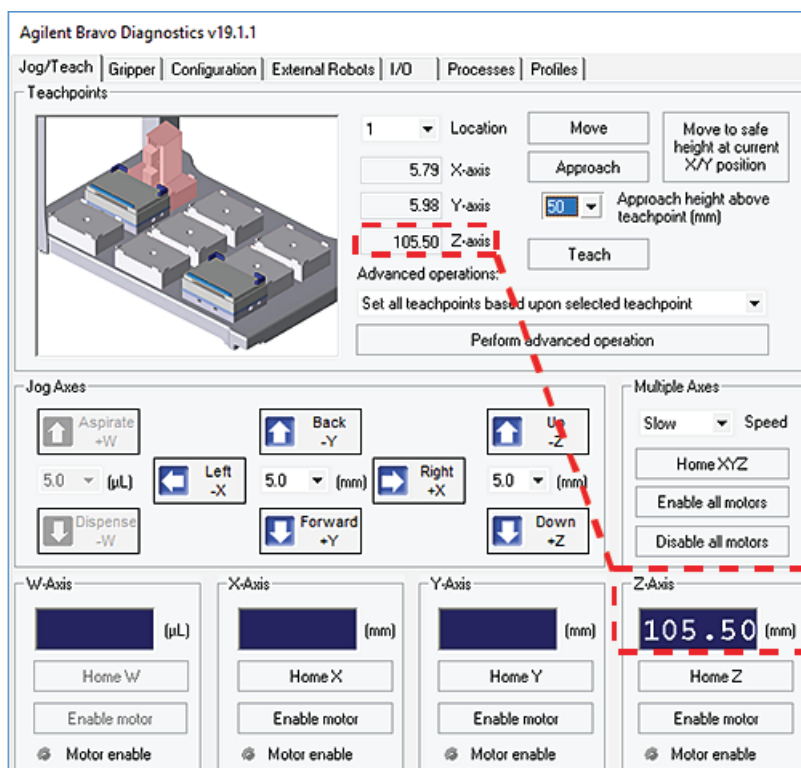 Agilent Bravo Diagnostics v19.1.1
Jog/Teach Gripper Configuration External Robots I/O Processes Profiles
Teachpoints
1 Location
5.79 X-axis
5.98 Y-axis
105.50 Z-axis
Move
Approach
Move to safe
height at current
X/Y position
50 Approach height above
teachpoint (mm)
Teach
Advanced operations:
Set all teachpoints based upon selected teachpoint
Perform advanced operation
Jog Axes
Aspirate
+W
5.0 (µL)
Dispense
-W
Back
-Y
Left
-X
5.0 (mm)
Right
+X
Forward
+Y
Up
-Z
5.0 (mm)
Down
+Z
Multiple Axes
Slow Speed
Home XYZ
Enable all motors
Disable all motors
W-Axis
(µL)
Home W
Enable motor
Motor enable
X-Axis
(mm)
Home X
Enable motor
Motor enable
Y-Axis
(mm)
Home Y
Enable motor
Motor enable
Z-Axis
105.50 (mm)
Home Z
Enable motor
Motor enable